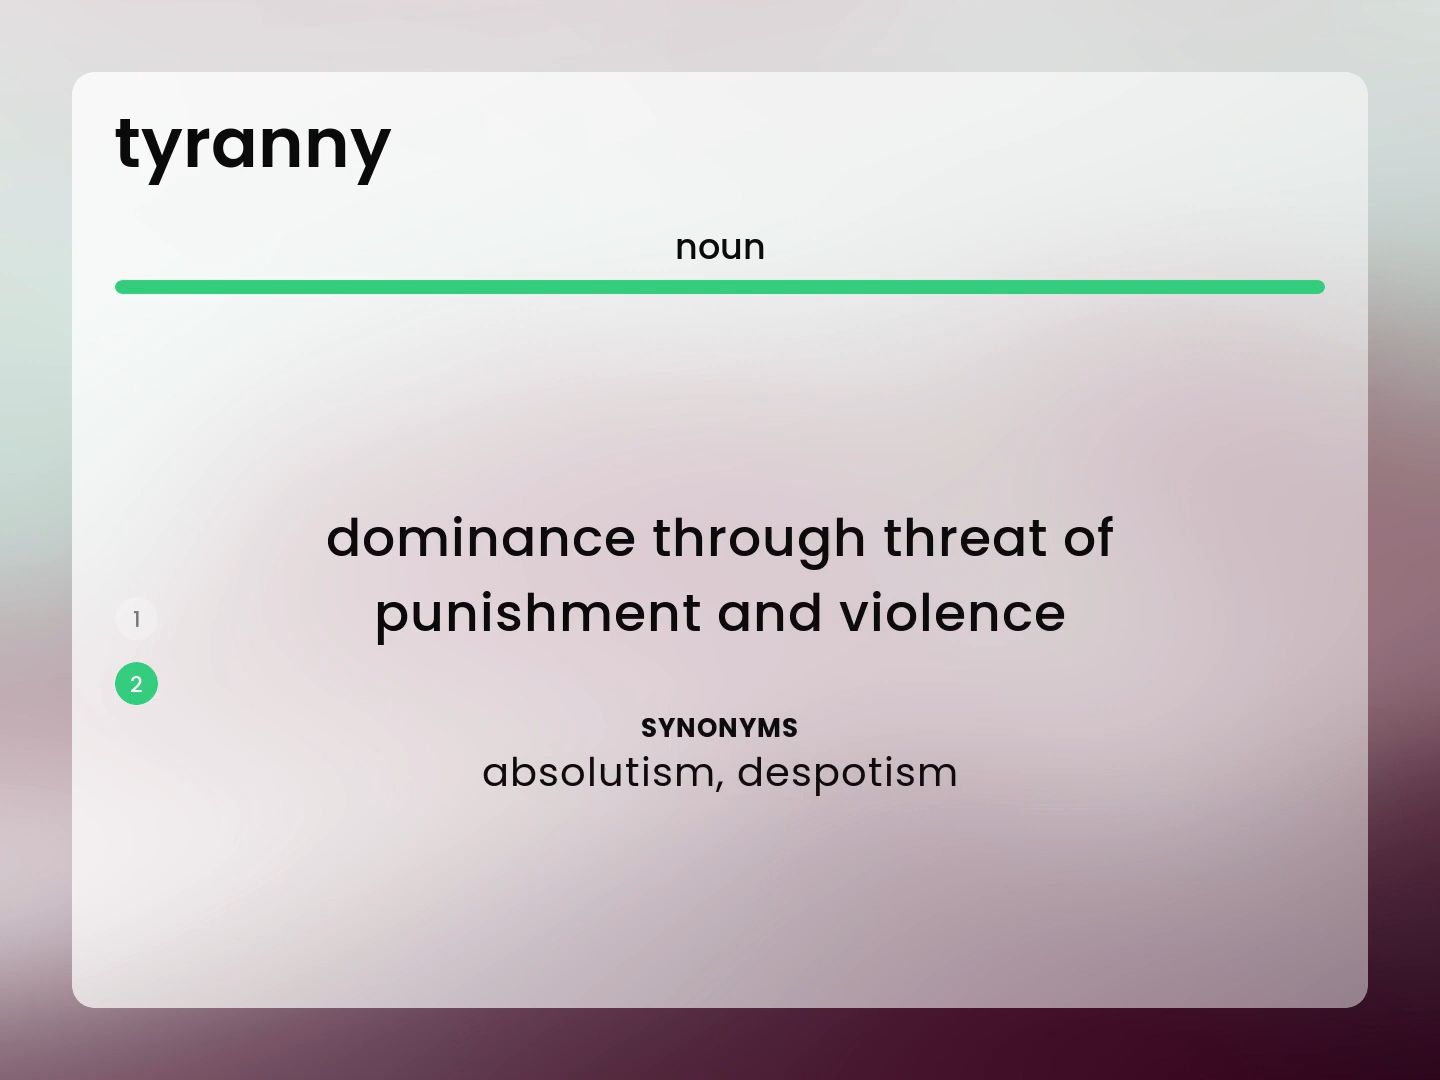 tyranny
noun
dominance through threat of
punishment and violence
1
2
SYNONYMS
absolutism, despotism